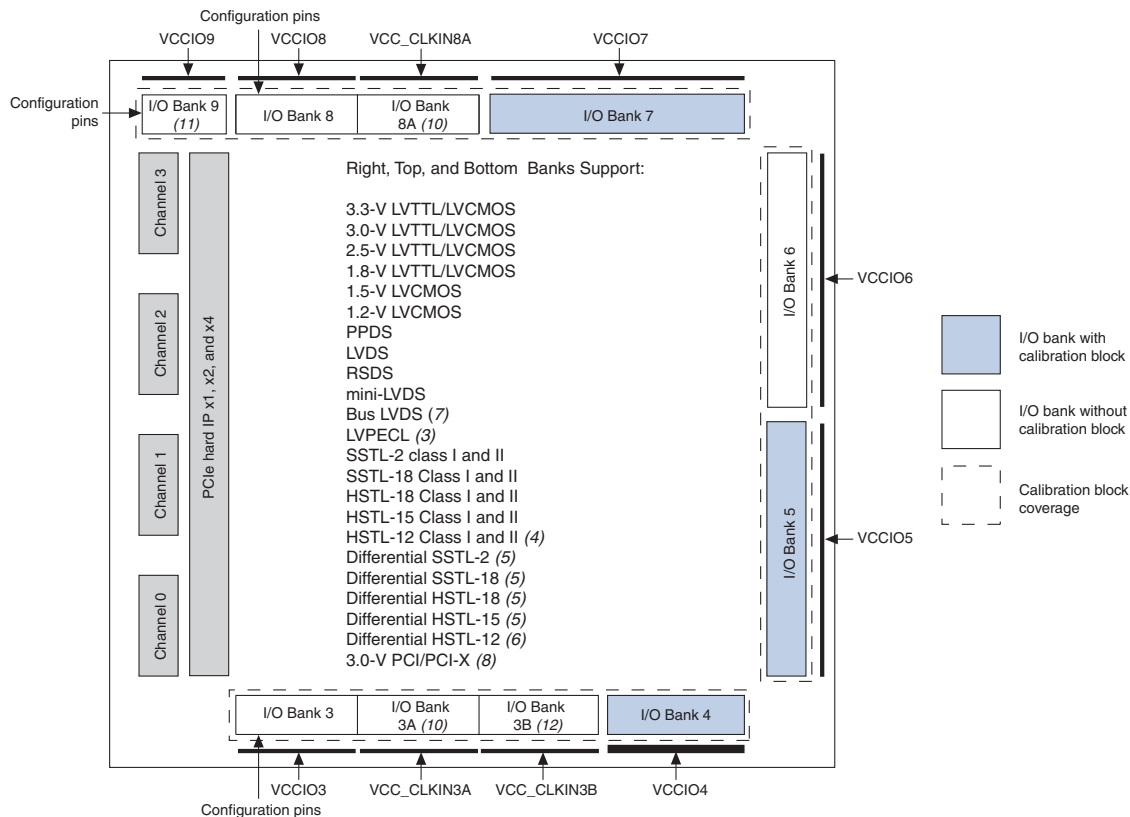 Configuration pins
VCCIO9
VCCIO8
VCC_CLKIN8A
VCCIO7
Configuration
pins
I/O Bank 9
(11)
I/O Bank 8
I/O Bank
8A (10)
I/O Bank 7
Channel 3
Channel 2
Channel 1
Channel 0
PCIe hard IP x1, x2, and x4
Right, Top, and Bottom Banks Support:
3.3-V LVTTL/LVCMOS
3.0-V LVTTL/LVCMOS
2.5-V LVTTL/LVCMOS
1.8-V LVTTL/LVCMOS
1.5-V LVCMOS
1.2-V LVCMOS
PPDS
LVDS
RSDS
mini-LVDS
Bus LVDS (7)
LVPECL (3)
SSTL-2 class I and II
SSTL-18 Class I and II
HSTL-18 Class I and II
HSTL-15 Class I and II
HSTL-12 Class I and II (4)
Differential SSTL-2 (5)
Differential SSTL-18 (5)
Differential HSTL-18 (5)
Differential HSTL-15 (5)
Differential HSTL-12 (6)
3.0-V PCI/PCI-X (8)
I/O Bank 6
VCCIO6
I/O Bank 5
VCCIO5
I/O bank with
calibration block
I/O bank without
calibration block
Calibration block
coverage
I/O Bank 3
I/O Bank
3A (10)
I/O Bank
3B (12)
I/O Bank 4
VCCIO3
VCC_CLKIN3A
VCC_CLKIN3B
VCCIO4
Configuration pins